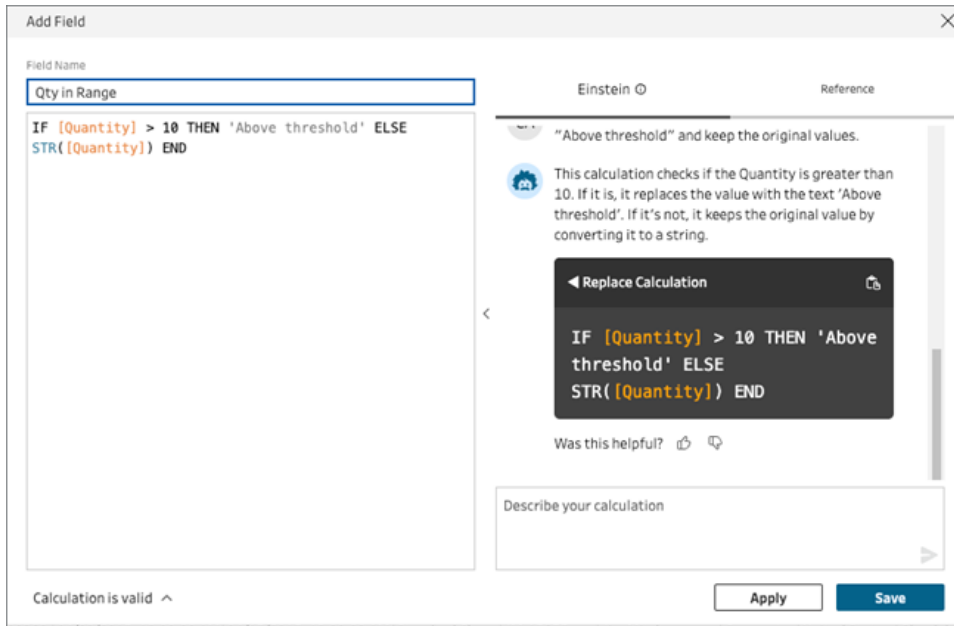 Add Field
Field Name
Qty in Range
IF [Quantity] > 10 THEN 'Above threshold' ELSE
STR([Quantity]) END
Calculation is valid
Einstein
Reference
"Above threshold" and keep the original values.
This calculation checks if the Quantity is greater than
10. If it is, it replaces the value with the text 'Above
threshold'. If it's not, it keeps the original value by
converting it to a string.
Replace Calculation
IF [Quantity] > 10 THEN 'Above
threshold' ELSE
STR([Quantity]) END
Was this helpful?
Describe your calculation
Apply
Save